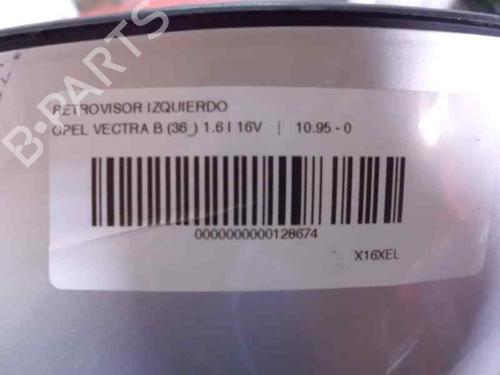 RETROVISOR IZQUIERDO
OPEL VECTRA B (36_) 1.6 I 16V | 10.95 - 0
0000000000128674
X16XEL
B-PARTS